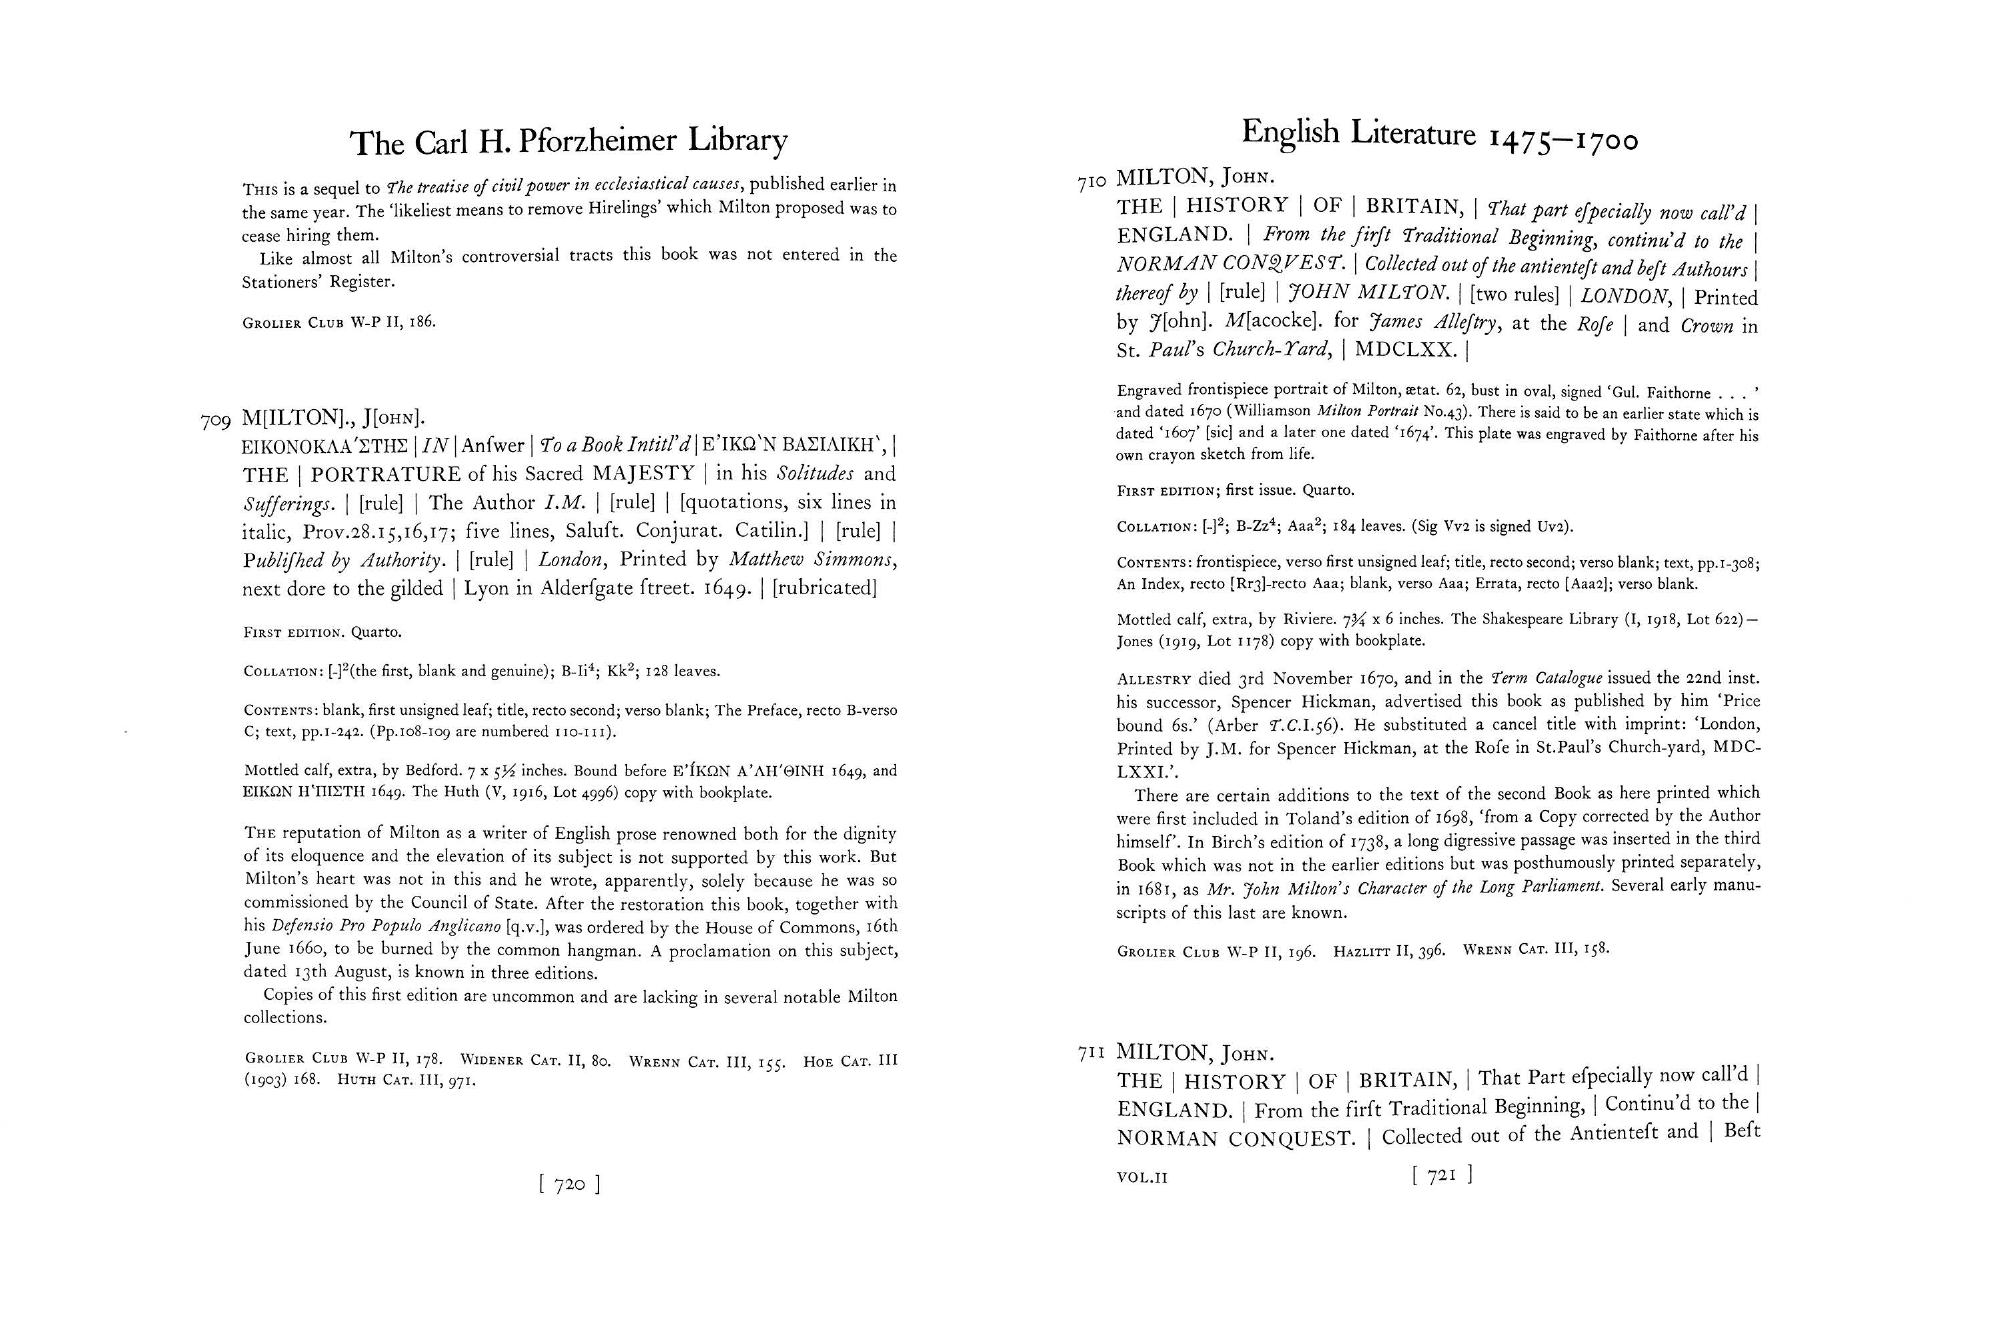 The Carl H. Pforzheimer Library
THIS is a sequel to The treatise of civil power in ecclesiastical causes, published earlier in
the same year. The ‘likeliest means to remove Hirelings’ which Milton proposed was to
cease hiring them.
Like almost all Milton’s controversial tracts this book was not entered in the
Stationers’ Register.
GROLIER CLUB W-P II, 186.
709 M[ILTON]., J[OHN].
ΕΙΚΟΝΟΚΛΑ´ΣΤΗΣ | IN | Anſwer | To a Book Intitl’d | Ε’ΙΚΩ`Ν ΒΑΣΙΛΙΚΗ`, |
THE | PORTRATURE of his Sacred MAJESTY | in his Solitudes and
Sufferings. | [rule] | The Author I.M. | [rule] | [quotations, six lines in
italic, Prov.28.15,16,17; five lines, Saluſt. Conjurat. Catilin.] | [rule] |
Publiſhed by Authority. | [rule] | London, Printed by Matthew Simmons,
next dore to the gilded | Lyon in Alderſgate ſtreet. 1649. | [rubricated]
FIRST EDITION. Quarto.
COLLATION: [-]²(the first, blank and genuine); B-Ii⁴; Kk²; 128 leaves.
CONTENTS: blank, first unsigned leaf; title, recto second; verso blank; The Preface, recto B-verso
C; text, pp.1-242. (Pp.108-109 are numbered 110-111).
Mottled calf, extra, by Bedford. 7 x 5½ inches. Bound before Ε’ΊΚΩΝ Α’ΛΗ´ΘΙΝΗ 1649, and
ΕΙΚΩΝ Η‛ΠΙΣΤΗ 1649. The Huth (V, 1916, Lot 4996) copy with bookplate.
THE reputation of Milton as a writer of English prose renowned both for the dignity
of its eloquence and the elevation of its subject is not supported by this work. But
Milton’s heart was not in this and he wrote, apparently, solely because he was so
commissioned by the Council of State. After the restoration this book, together with
his Defensio Pro Populo Anglicano [q.v.], was ordered by the House of Commons, 16th
June 1660, to be burned by the common hangman. A proclamation on this subject,
dated 13th August, is known in three editions.
Copies of this first edition are uncommon and are lacking in several notable Milton
collections.
GROLIER CLUB W-P II, 178. WIDENER CAT. II, 80. WRENN CAT. III, 155. HOE CAT. III
(1903) 168. HUTH CAT. III, 971.
[ 720 ]
English Literature 1475–1700
710 MILTON, JOHN.
THE | HISTORY | OF | BRITAIN, | That part eſpecially now call’d |
ENGLAND. | From the firſt Traditional Beginning, continu’d to the |
NORMAN CONQVEST. | Collected out of the antienteſt and beſt Authours |
thereof by | [rule] | JOHN MILTON. | [two rules] | LONDON, | Printed
by J[ohn]. M[acocke]. for James Alleſtry, at the Roſe | and Crown in
St. Paul’s Church-Yard, | MDCLXX. |
Engraved frontispiece portrait of Milton, ætat. 62, bust in oval, signed ‘Gul. Faithorne . . . ’
and dated 1670 (Williamson Milton Portrait No.43). There is said to be an earlier state which is
dated ‘1607’ [sic] and a later one dated ‘1674’. This plate was engraved by Faithorne after his
own crayon sketch from life.
FIRST EDITION; first issue. Quarto.
COLLATION: [-]²; B-Zz⁴; Aaa²; 184 leaves. (Sig Vv2 is signed Uv2).
CONTENTS: frontispiece, verso first unsigned leaf; title, recto second; verso blank; text, pp.1-308;
An Index, recto [Rr3]-recto Aaa; blank, verso Aaa; Errata, recto [Aaa2]; verso blank.
Mottled calf, extra, by Riviere. 7¾ x 6 inches. The Shakespeare Library (I, 1918, Lot 622)—
Jones (1919, Lot 1178) copy with bookplate.
ALLESTRY died 3rd November 1670, and in the Term Catalogue issued the 22nd inst.
his successor, Spencer Hickman, advertised this book as published by him ‘Price
bound 6s.’ (Arber T.C.I.56). He substituted a cancel title with imprint: ‘London,
Printed by J.M. for Spencer Hickman, at the Roſe in St.Paul’s Church-yard, MDC-
LXXI.’.
There are certain additions to the text of the second Book as here printed which
were first included in Toland’s edition of 1698, ‘from a Copy corrected by the Author
himself’. In Birch’s edition of 1738, a long digressive passage was inserted in the third
Book which was not in the earlier editions but was posthumously printed separately,
in 1681, as Mr. John Milton’s Character of the Long Parliament. Several early manu-
scripts of this last are known.
GROLIER CLUB W-P II, 196. HAZLITT II, 396. WRENN CAT. III, 158.
711 MILTON, JOHN.
THE | HISTORY | OF | BRITAIN, | That Part eſpecially now call’d |
ENGLAND. | From the firſt Traditional Beginning, | Continu’d to the |
NORMAN CONQUEST. | Collected out of the Antienteſt and | Beſt
VOL.II
[ 721 ]